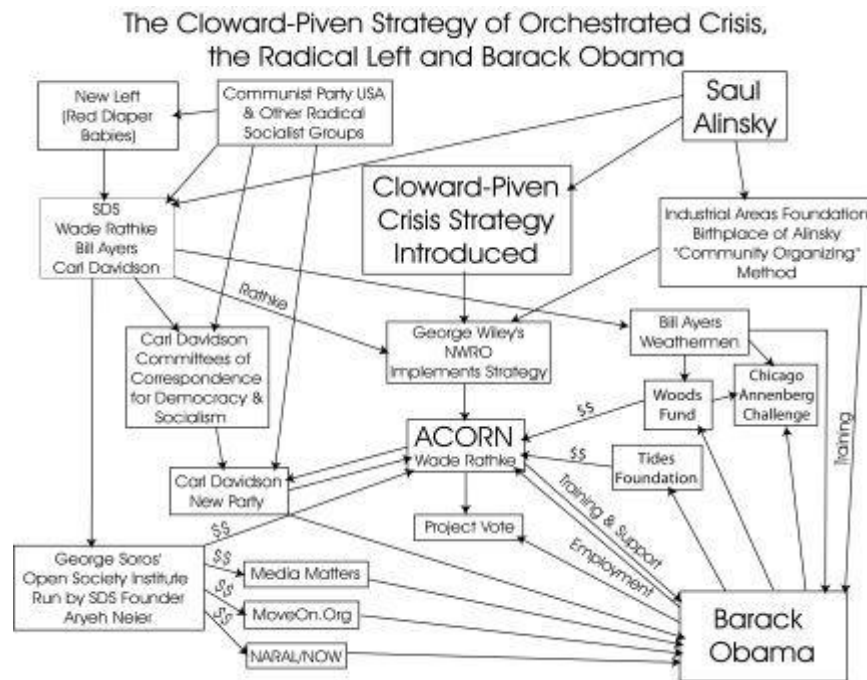 The Cloward-Piven Strategy of Orchestrated Crisis,
the Radical Left and Barack Obama
New Left
(Red Diaper
Babies)
Communist Party USA
& Other Radical
Socialist Groups
Saul
Alinsky
SDS
Wade Rathke
Bill Ayers
Carl Davidson
Cloward-Piven
Crisis Strategy
Introduced
Industrial Areas Foundation
Birthplace of Alinsky
"Community Organizing"
Method
Rathke
Carl Davidson
Committees of
Correspondence
for Democracy &
Socialism
George Wiley's
NWRO
Implements Strategy
Bill Ayers
Weathermen
Woods
Fund
Chicago
Annenberg
Challenge
$$
ACORN
Wade Rathke
$$
Tides
Foundation
Training
Carl Davidson
New Party
Project Vote
Training & Support
Employment
George Soros'
Open Society Institute
Run by SDS Founder
Aryeh Neier
$$
$$
Media Matters
$$
MoveOn.Org
$$
NARAL/NOW
Barack
Obama